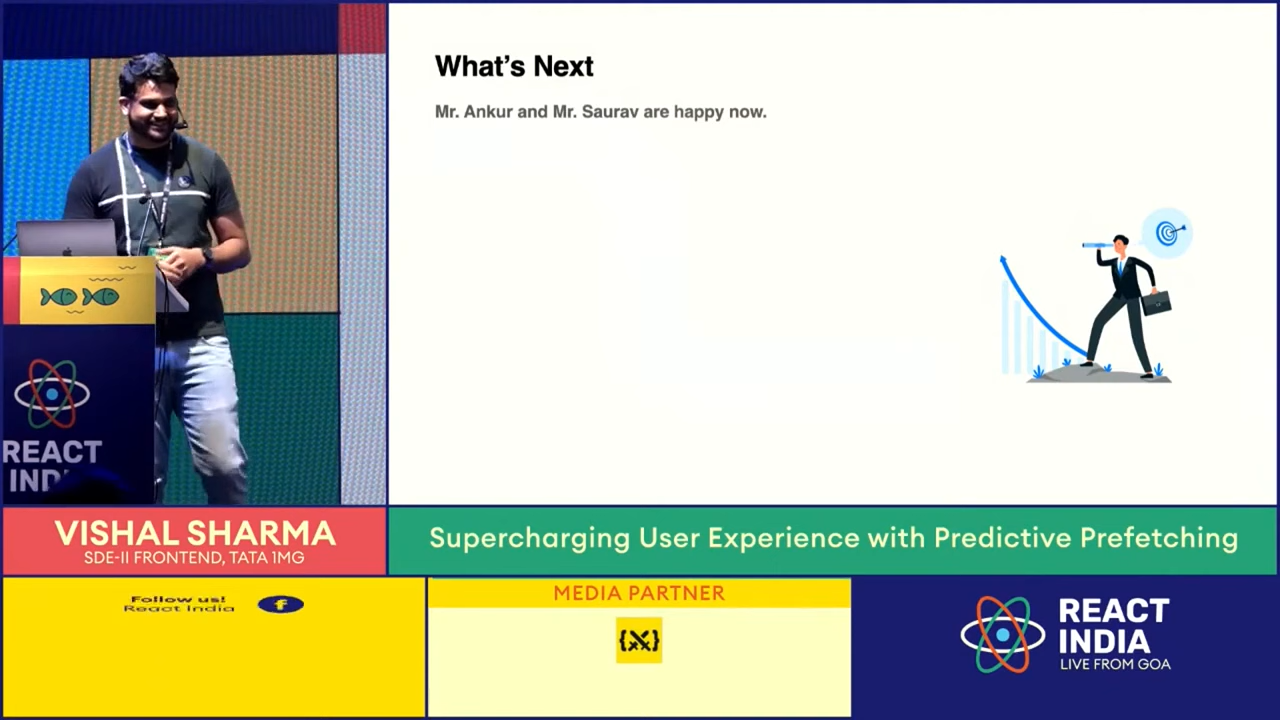 What's Next
Mr. Ankur and Mr. Saurav are happy now.
REACT
IND
VISHAL SHARMA
SDE-II FRONTEND, TATA 1MG
Supercharging User Experience with Predictive Prefetching
Follow us!
React India
f
MEDIA PARTNER
{X}
REACT
INDIA
LIVE FROM GOA